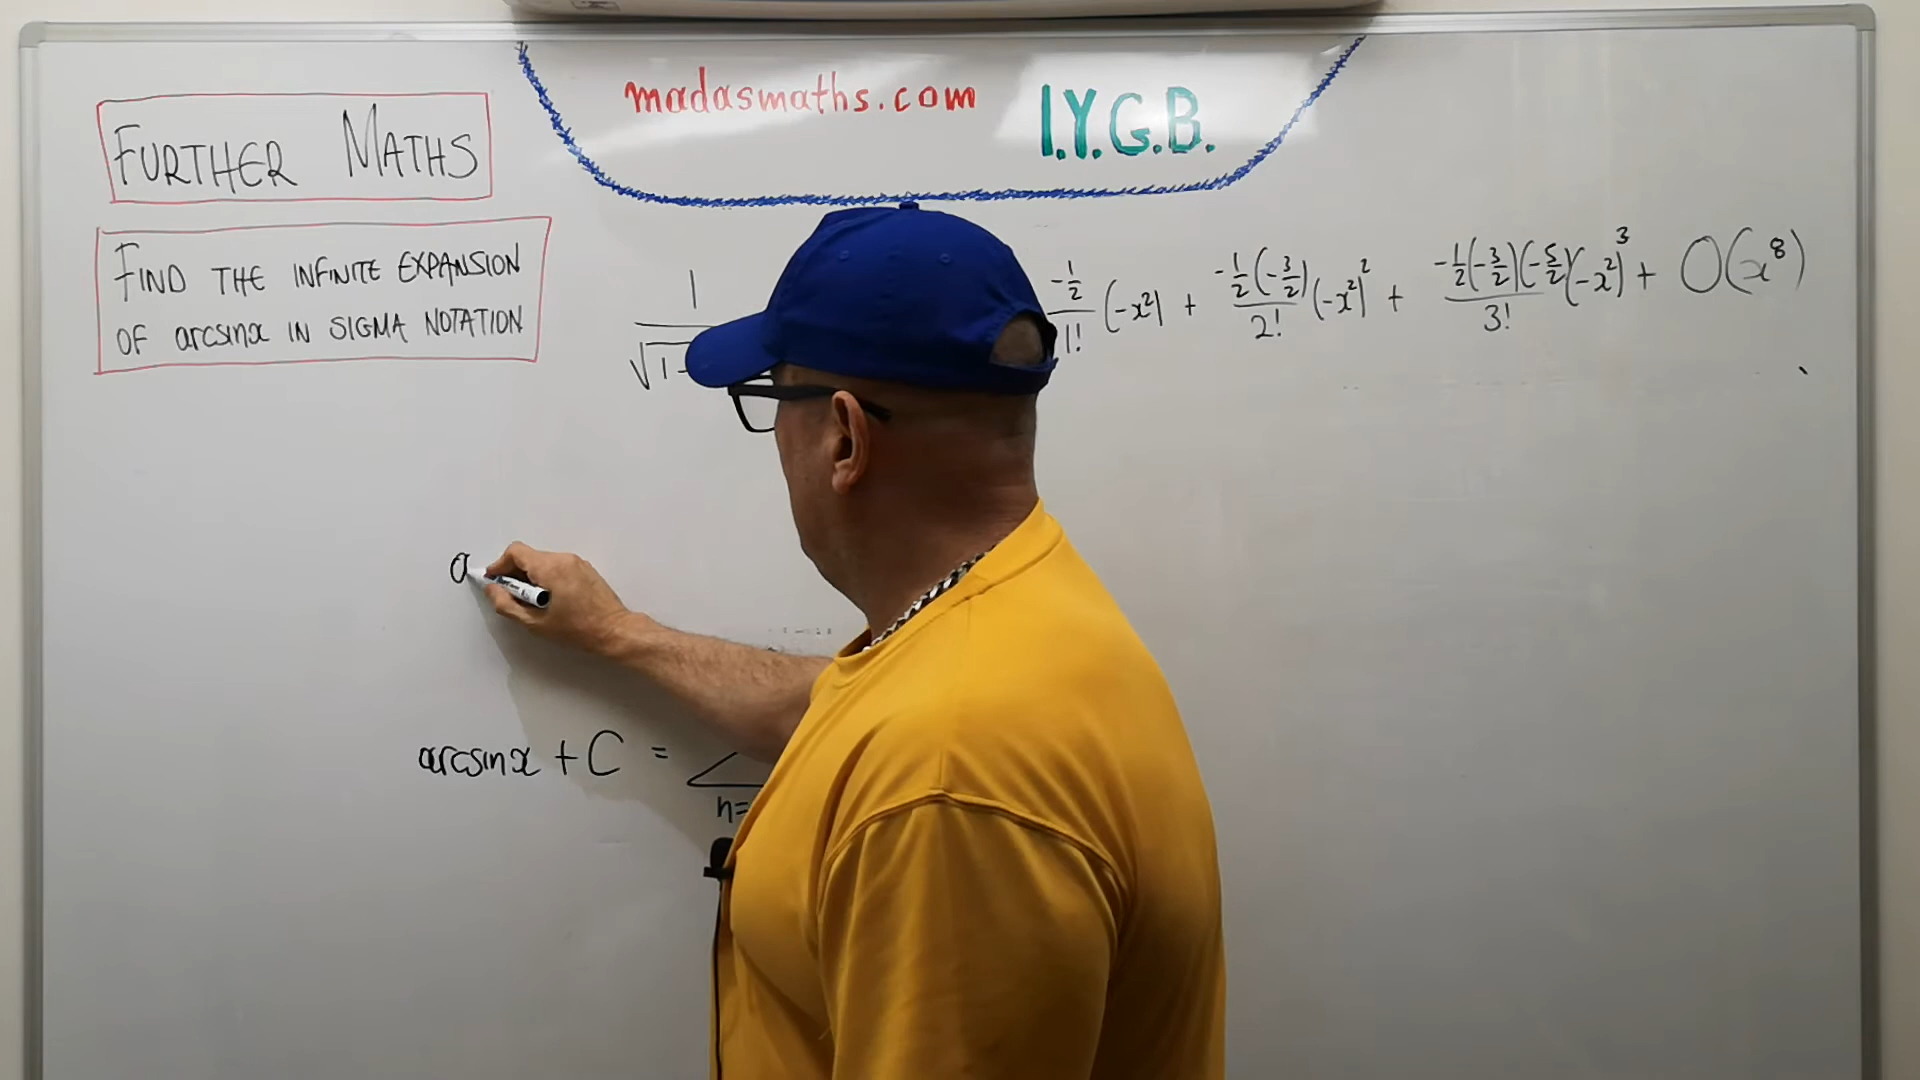 madasmaths.com I.Y.G.B.
FURTHER MATHS
FIND THE INFINITE EXPANSION
OF arcsinx IN SIGMA NOTATION
1/√1- -1/2/1! (-x²) + -1/2(-3/2)/2! (-x²)² + -1/2(-3/2)(-5/2)/3! (-x²)³ + O(x⁸)
a
arcsinx + C =
n=